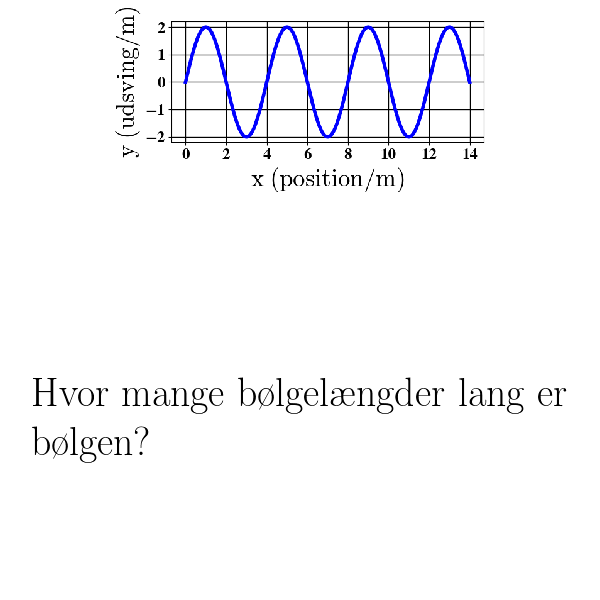 y (udsving/m)
2
1
0
−1
−2
0 2 4 6 8 10 12 14
x (position/m)
Hvor mange bølgelængder lang er
bølgen?